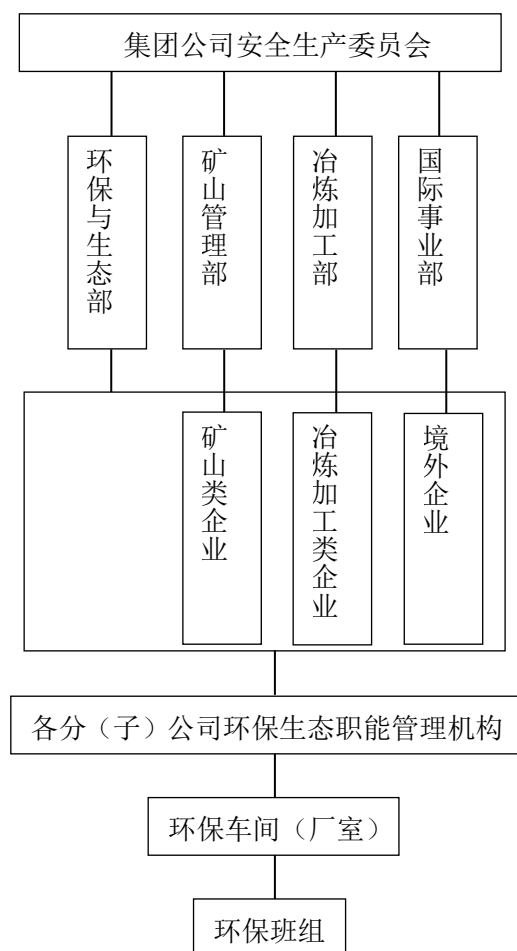 集团公司安全生产委员会
环保与生态部
矿山管理部
冶炼加工部
国际事业部
矿山类企业
冶炼加工类企业
境外企业
各分（子）公司环保生态职能管理机构
环保车间（厂室）
环保班组